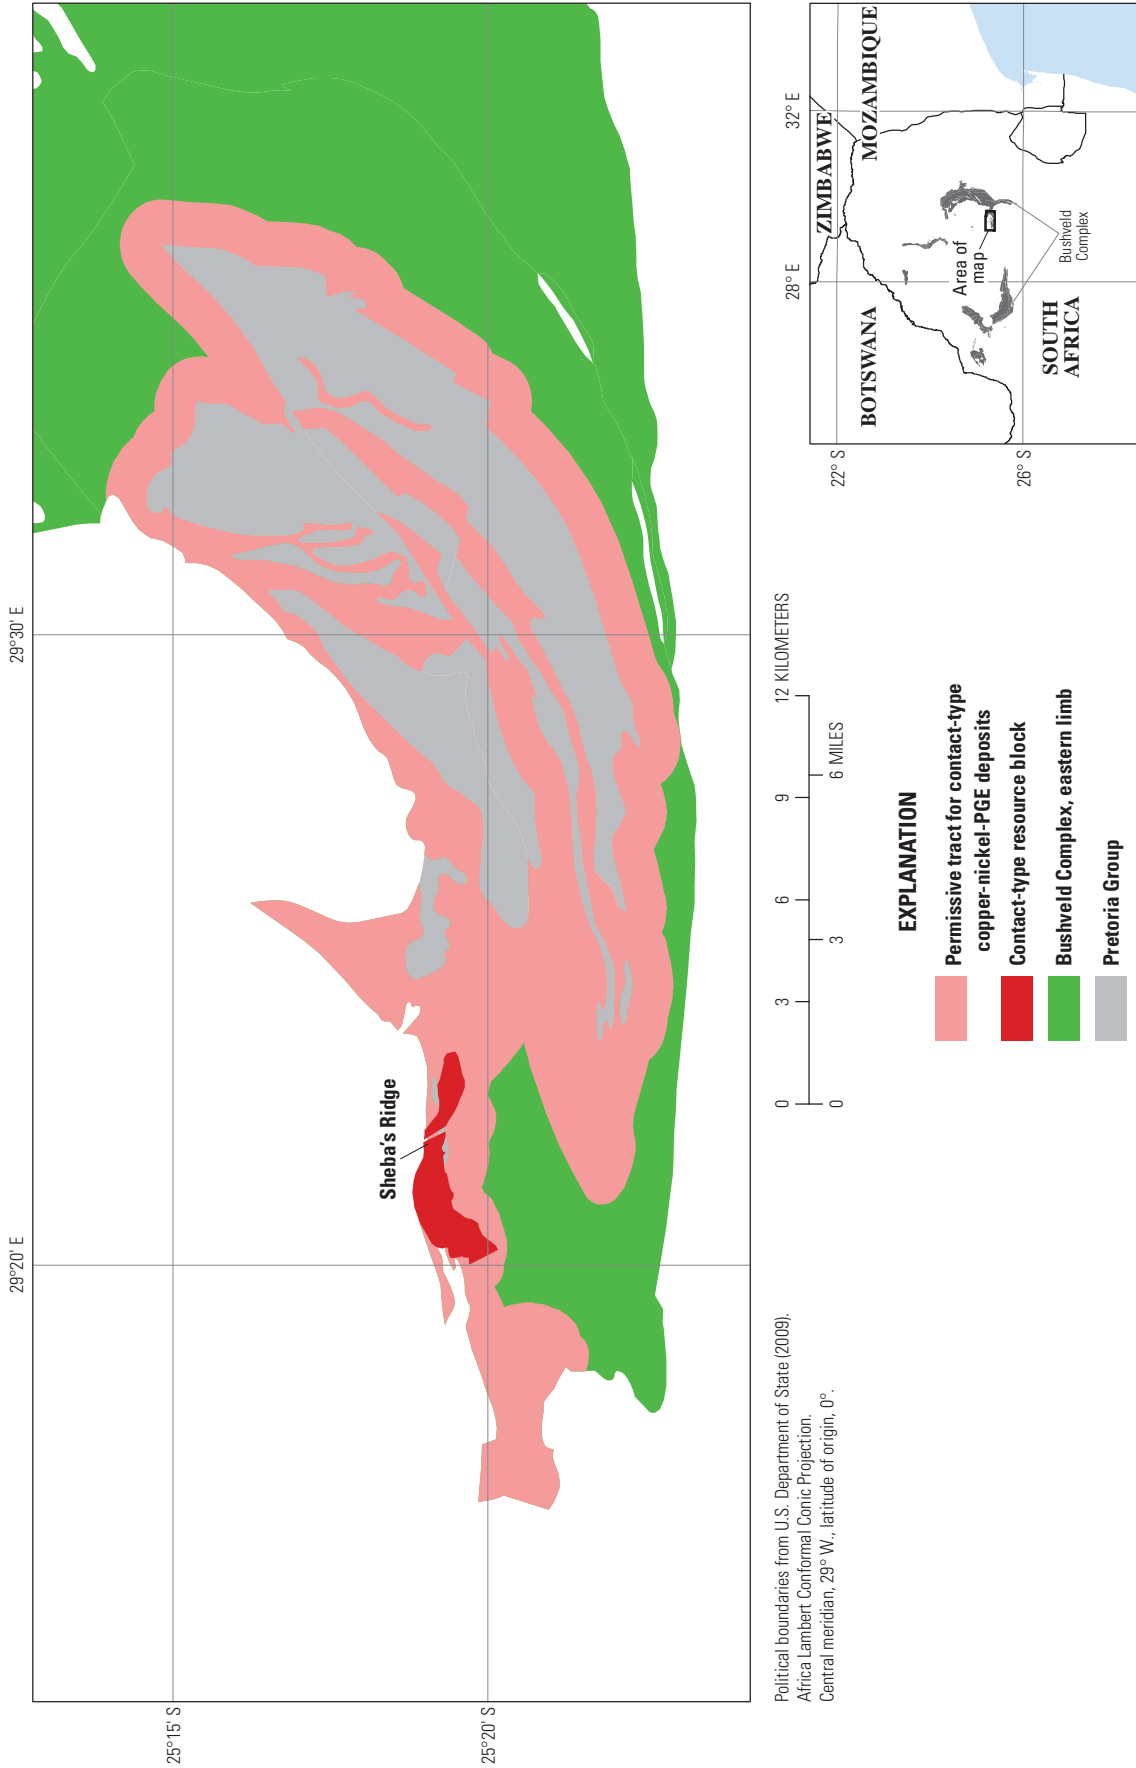 29°20' E
29°30' E
25°15' S
25°20' S
Sheba's Ridge
Political boundaries from U.S. Department of State (2009).
Africa Lambert Conformal Conic Projection.
Central meridian, 29° W., latitude of origin, 0°.
0 3 6 9 12 KILOMETERS
0 3 6 MILES
EXPLANATION
Permissive tract for contact-type
copper-nickel-PGE deposits
Contact-type resource block
Bushveld Complex, eastern limb
Pretoria Group
28° E
32° E
22° S
26° S
ZIMBABWE
BOTSWANA
MOZAMBIQUE
Area of
map
Bushveld
Complex
SOUTH
AFRICA